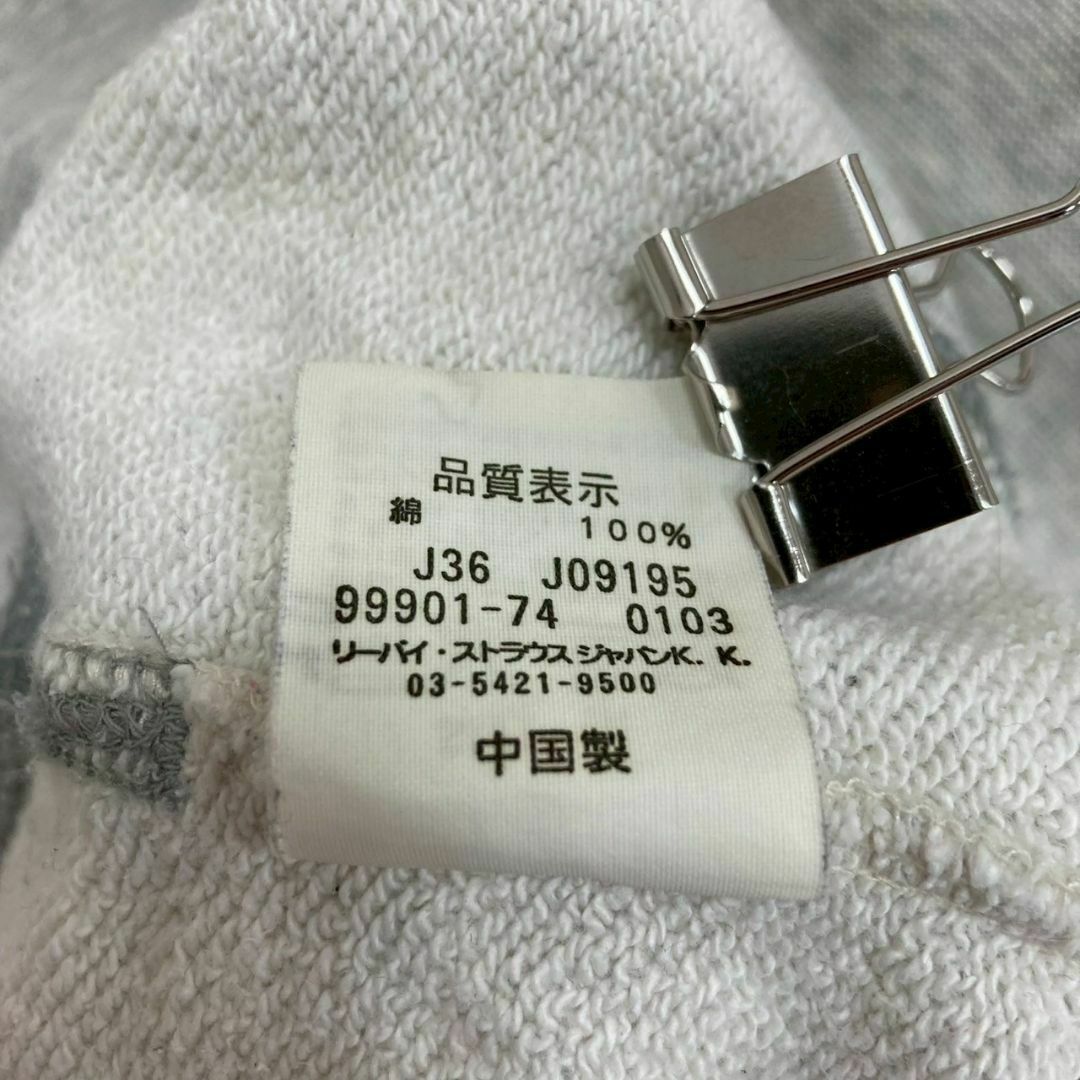 品質表示
綿 100%
J36 J09195
99901-74 0103
リーバイ・ストラウスジャパンK.K.
03-5421-9500
中国製